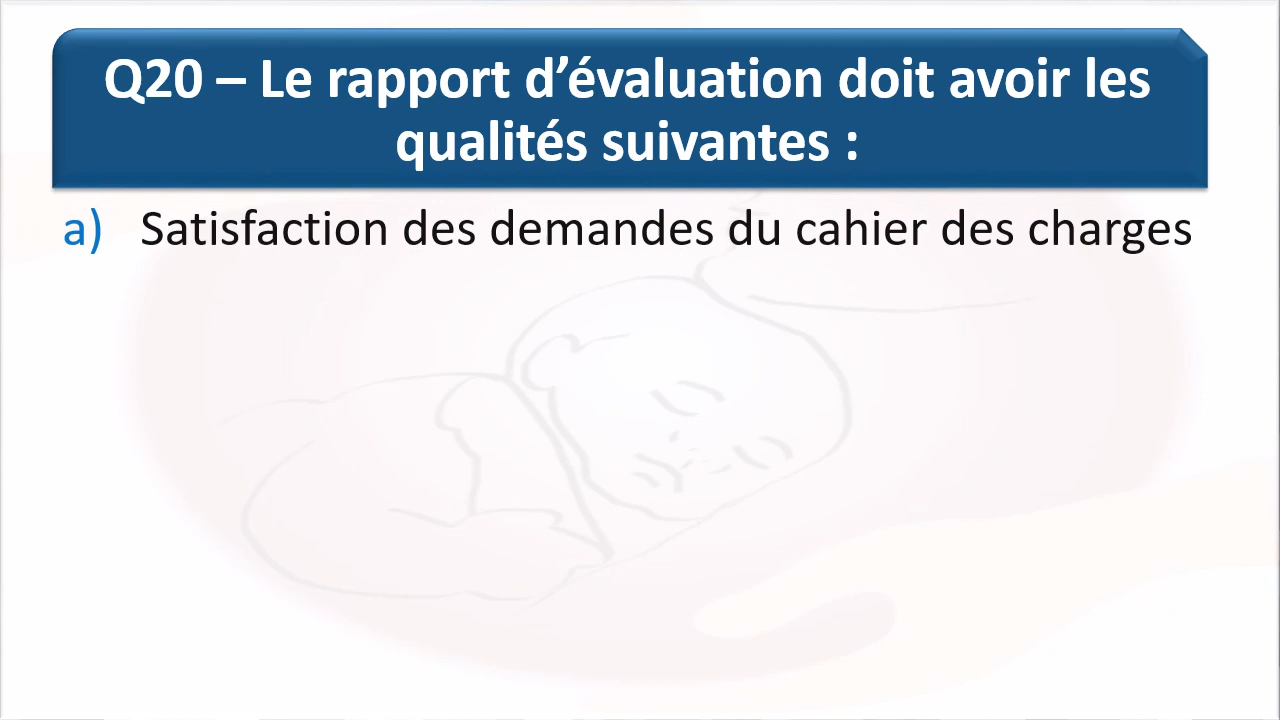 Q20 – Le rapport d’évaluation doit avoir les
qualités suivantes :
a) Satisfaction des demandes du cahier des charges